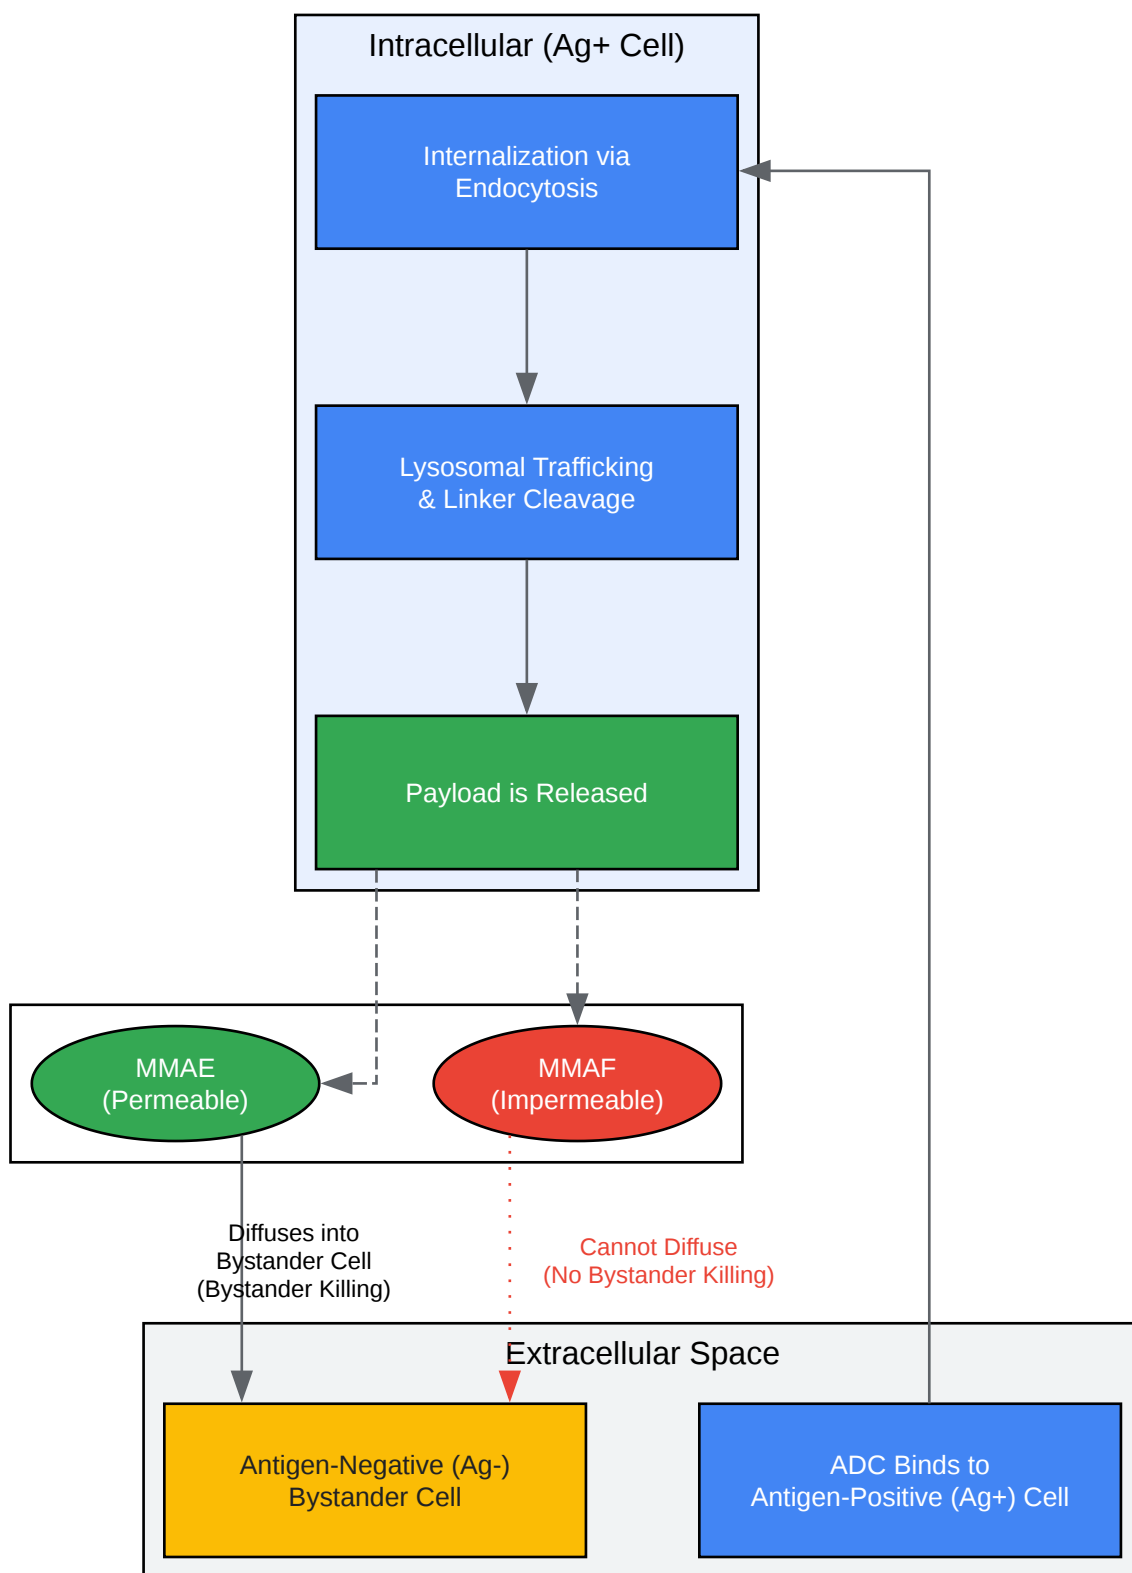 Intracellular (Ag+ Cell)
Internalization via
Endocytosis
Lysosomal Trafficking
& Linker Cleavage
Payload is Released
MMAE
(Permeable)
MMAF
(Impermeable)
Diffuses into
Bystander Cell
(Bystander Killing)
Cannot Diffuse
(No Bystander Killing)
Extracellular Space
Antigen-Negative (Ag-)
Bystander Cell
ADC Binds to
Antigen-Positive (Ag+) Cell